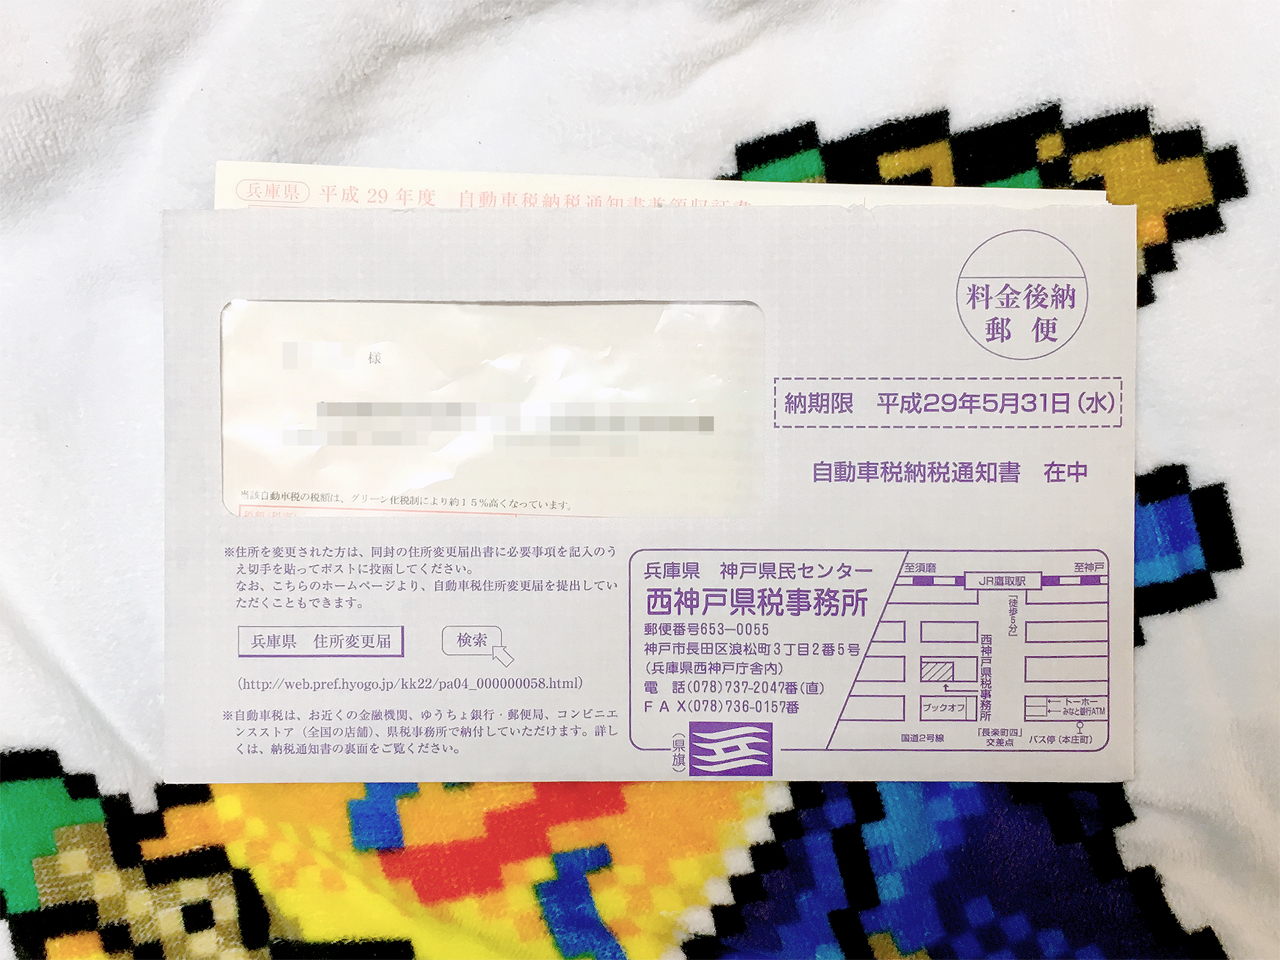 兵庫県 平成29年度 自動車税納税通知書兼領収証書
料金後納
郵便
様
納期限 平成29年5月31日(水)
自動車税納税通知書 在中
当該自動車税の税額は、グリーン化税制により約15%高くなっています。
※住所を変更された方は、同封の住所変更届出書に必要事項を記入のう
え切手を貼ってポストに投函してください。
なお、こちらのホームページより、自動車税住所変更届を提出してい
ただくこともできます。
兵庫県 住所変更届 検索
(http://web.pref.hyogo.jp/kk22/pa04_000000058.html)
※自動車税は、お近くの金融機関、ゆうちょ銀行・郵便局、コンビニエ
ンスストア(全国の店舗)、県税事務所で納付していただけます。詳し
くは、納税通知書の裏面をご覧ください。
兵庫県 神戸県民センター
西神戸県税事務所
郵便番号653-0055
神戸市長田区浪松町3丁目2番5号
(兵庫県西神戸庁舎内)
電 話(078)737-2047番(直)
FAX(078)736-0157番
(県旗)
至須磨
JR鷹取駅
至神戸
「徒歩5分」
西神戸県税事務所
ブックオフ
トーホー
みなと銀行ATM
国道2号線
「長楽町四」
交差点
バス停(本庄町)